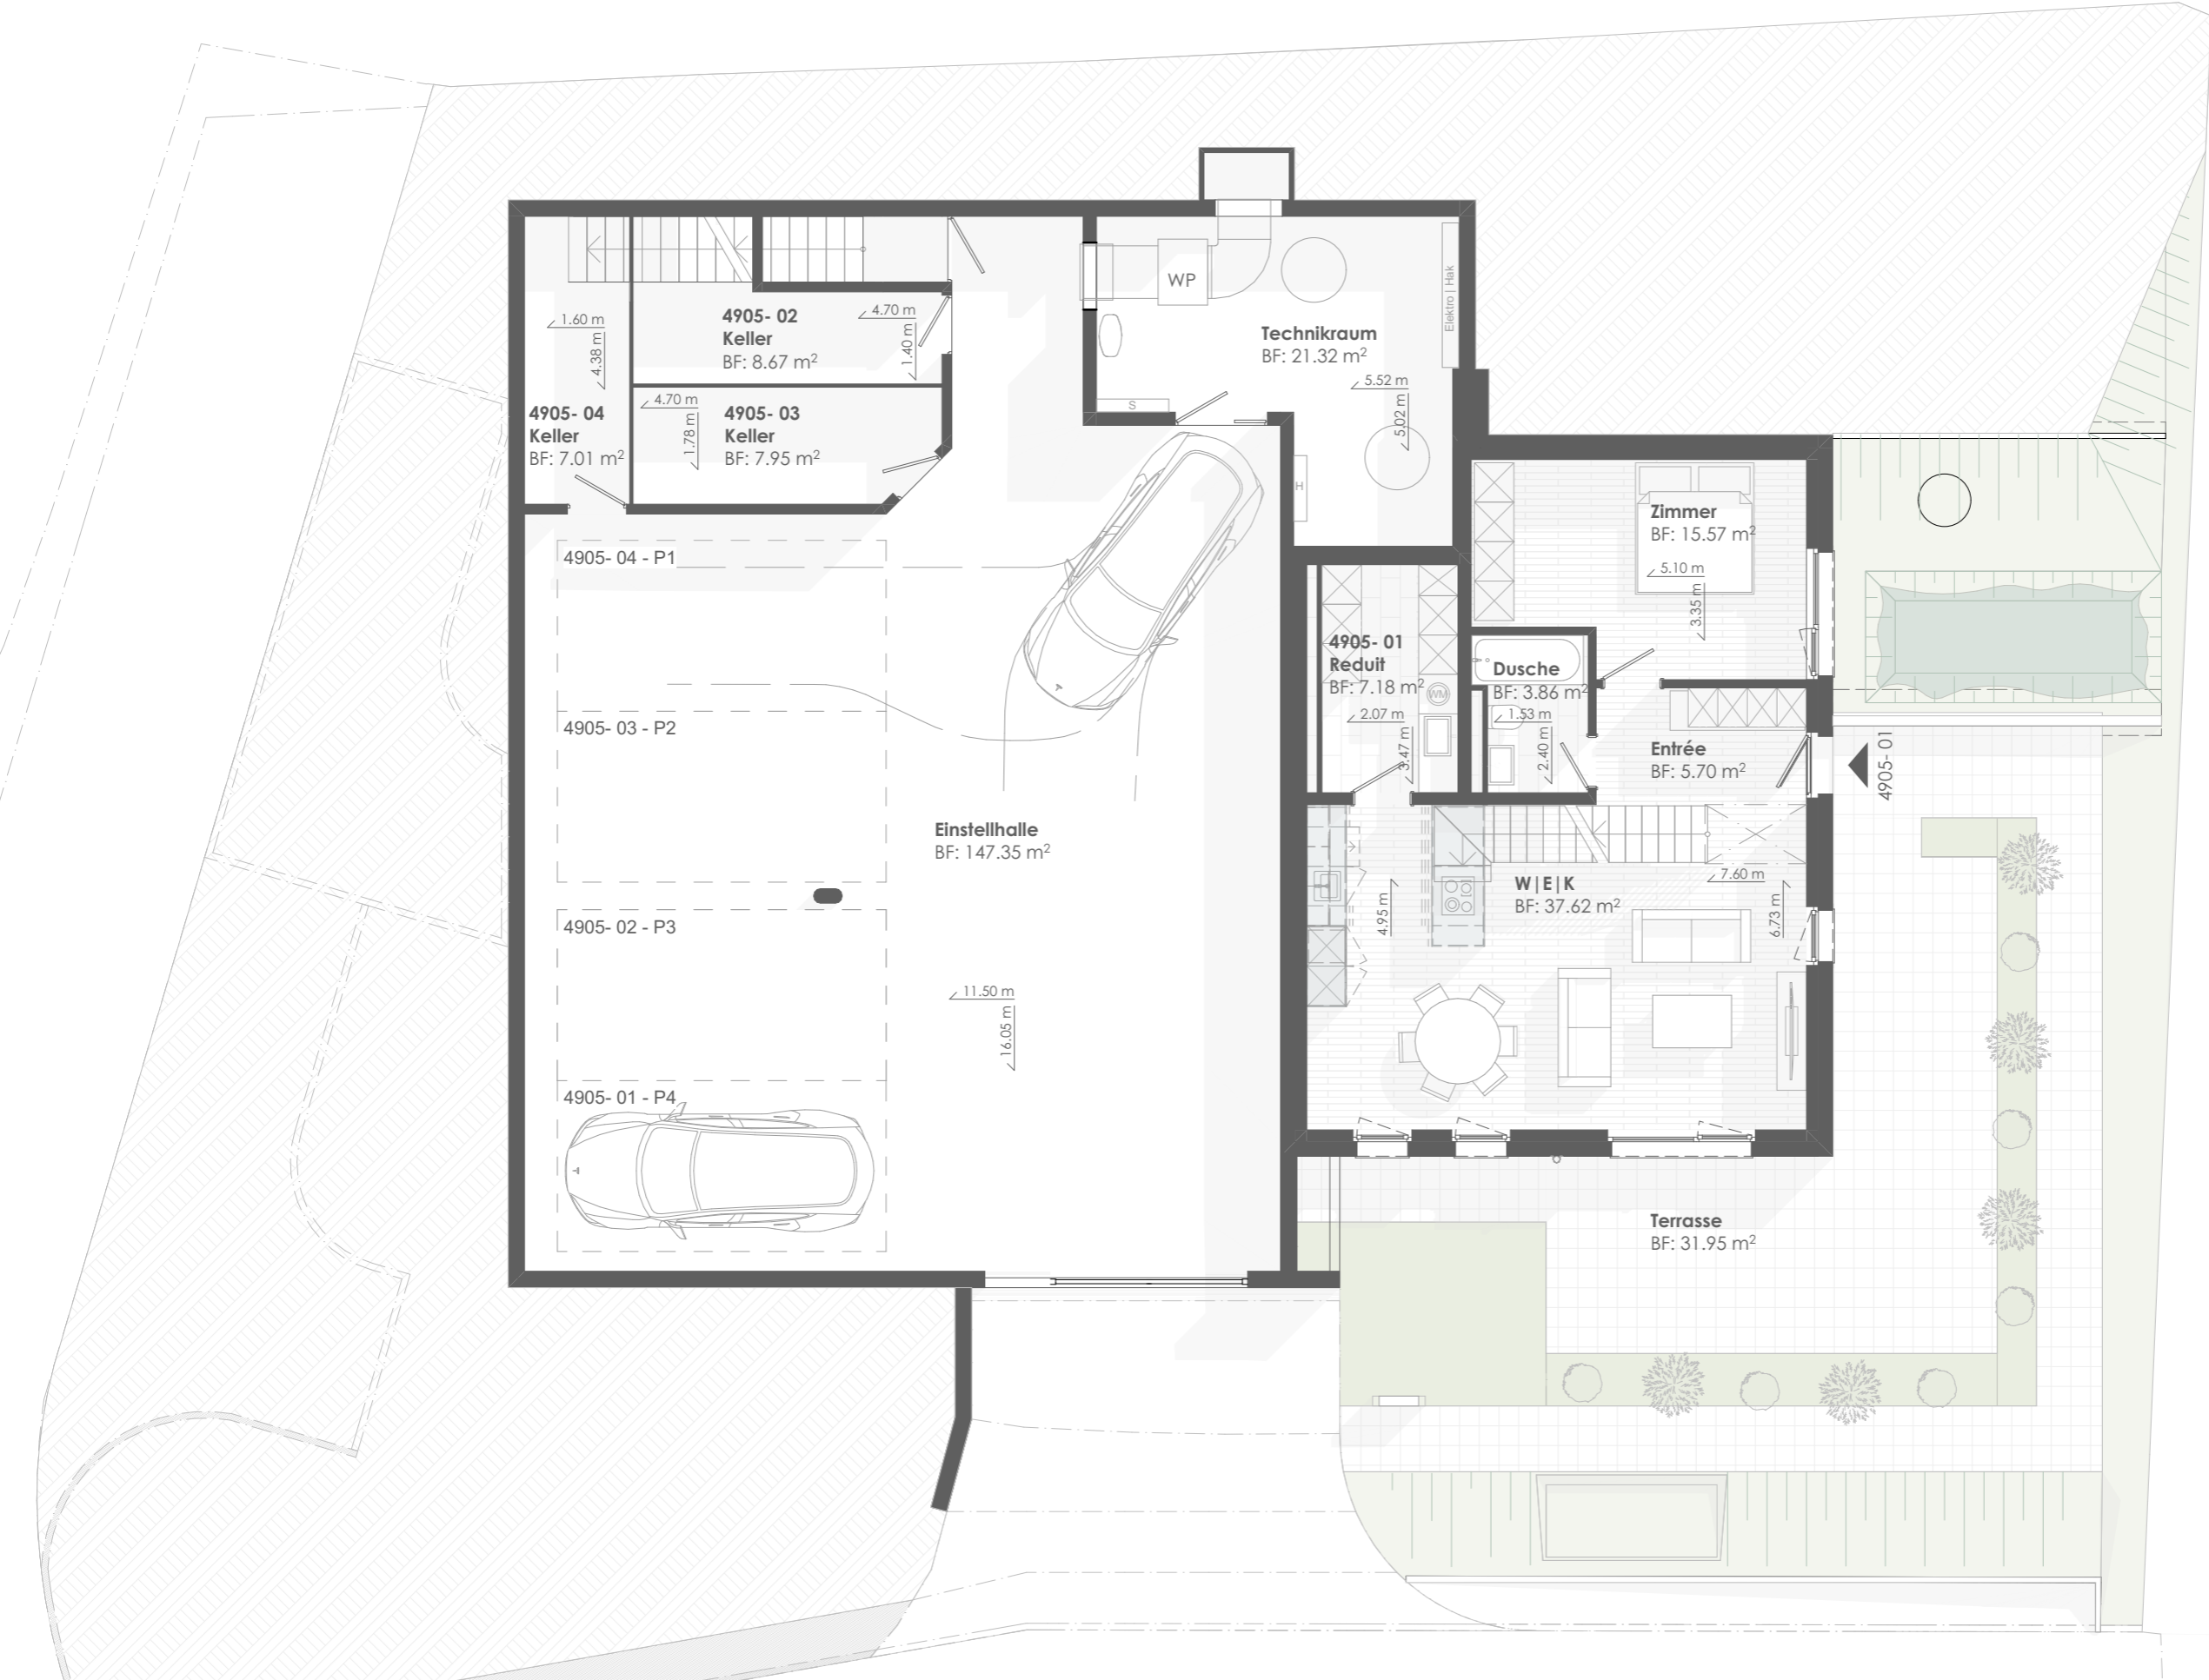 WP
Elektro | Hak
Technikraum
BF: 21.32 m²
5.52 m
5.02 m
S
H
1.60 m
4.38 m
4905- 02
Keller
BF: 8.67 m²
4.70 m
1.40 m
4905- 04
Keller
BF: 7.01 m²
4.70 m
1.78 m
4905- 03
Keller
BF: 7.95 m²
Zimmer
BF: 15.57 m²
5.10 m
3.35 m
4905- 04 - P1
4905- 03 - P2
4905- 01
Reduit
BF: 7.18 m²
WM
2.07 m
3.47 m
Dusche
BF: 3.86 m²
1.53 m
2.40 m
Entrée
BF: 5.70 m²
4905- 01
Einstellhalle
BF: 147.35 m²
11.50 m
16.05 m
W|E|K
BF: 37.62 m²
7.60 m
4.95 m
6.73 m
4905- 02 - P3
4905- 01 - P4
Terrasse
BF: 31.95 m²